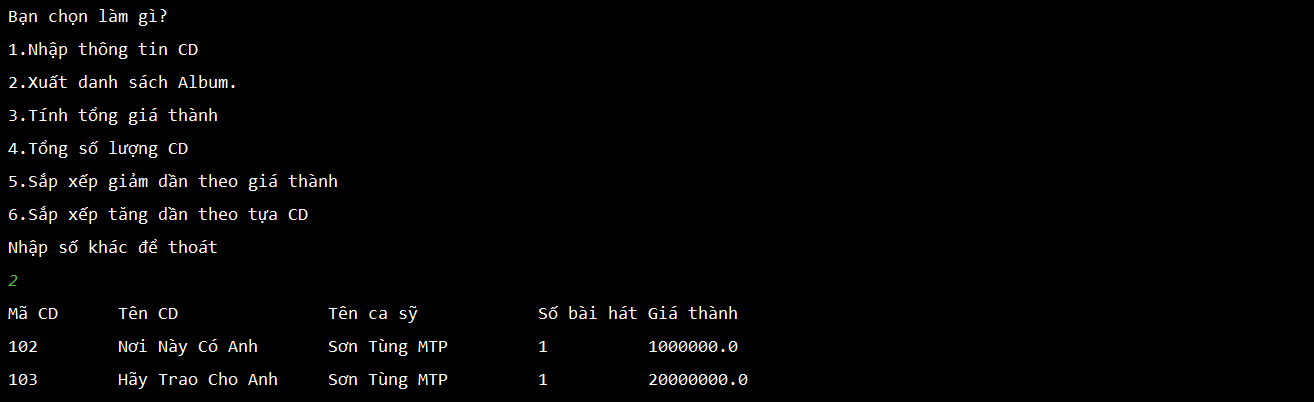 Bạn chọn làm gì?
1.Nhập thông tin CD
2.Xuất danh sách Album.
3.Tính tổng giá thành
4.Tổng số lượng CD
5.Sắp xếp giảm dần theo giá thành
6.Sắp xếp tăng dần theo tựa CD
Nhập số khác để thoát
2
Mã CD Tên CD Tên ca sỹ Số bài hát Giá thành
102 Nơi Này Có Anh Sơn Tùng MTP 1 1000000.0
103 Hãy Trao Cho Anh Sơn Tùng MTP 1 20000000.0